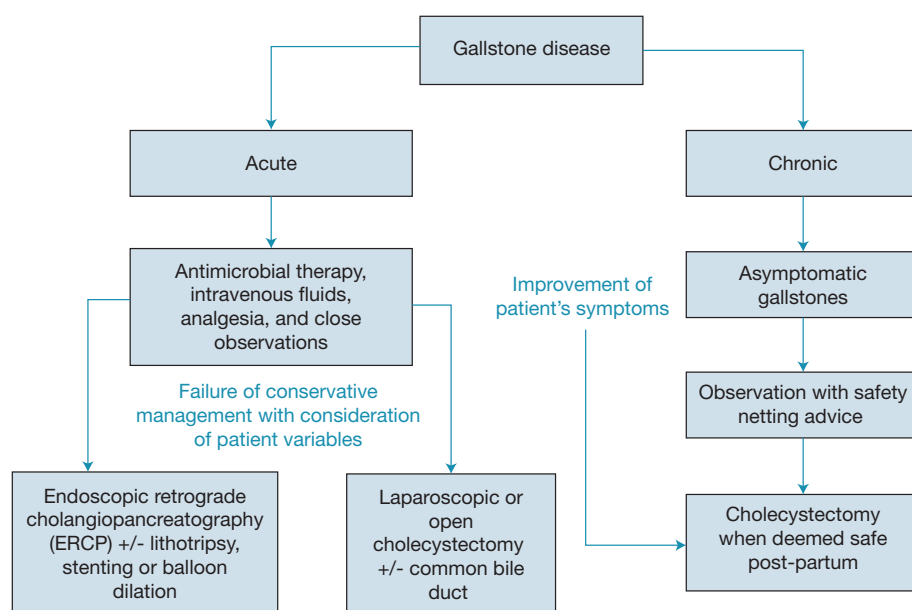 Gallstone disease
Acute
Chronic
Antimicrobial therapy,
intravenous fluids,
analgesia, and close
observations
Improvement of
patient’s symptoms
Asymptomatic
gallstones
Failure of conservative
management with consideration
of patient variables
Observation with safety
netting advice
Endoscopic retrograde
cholangiopancreatography
(ERCP) +/- lithotripsy,
stenting or balloon
dilation
Laparoscopic or
open
cholecystectomy
+/- common bile
duct
Cholecystectomy
when deemed safe
post-partum